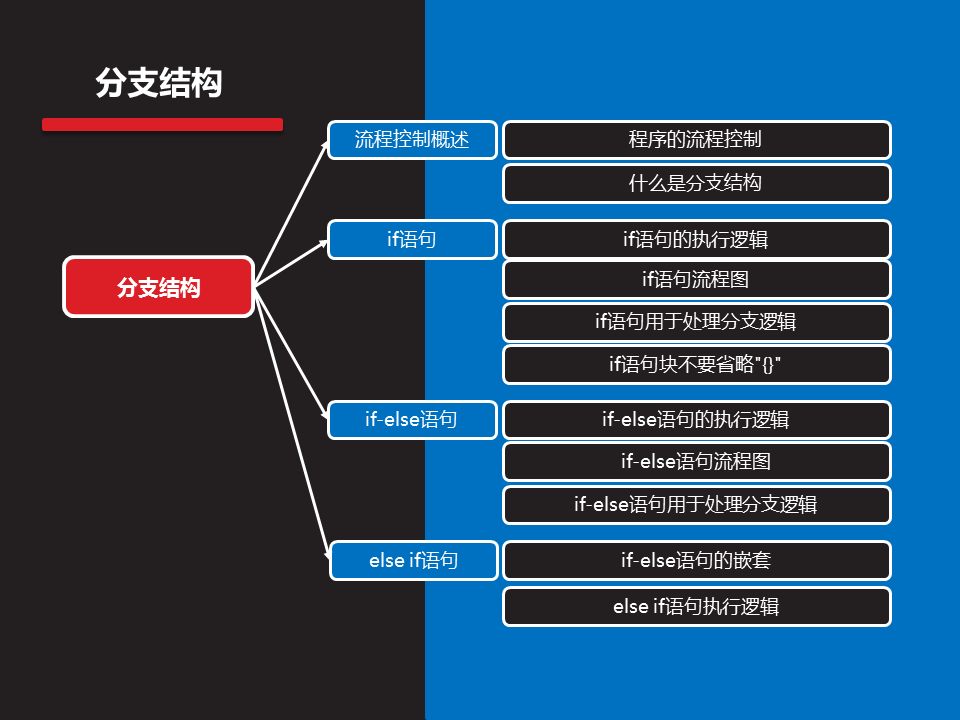 分支结构
分支结构
流程控制概述
程序的流程控制
什么是分支结构
if语句
if语句的执行逻辑
if语句流程图
if语句用于处理分支逻辑
if语句块不要省略"{}"
if-else语句
if-else语句的执行逻辑
if-else语句流程图
if-else语句用于处理分支逻辑
else if语句
if-else语句的嵌套
else if语句执行逻辑